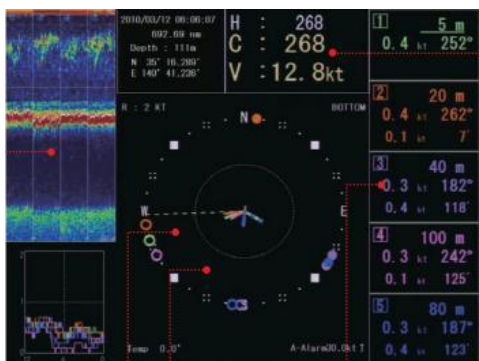 2010/03/12 06:06:07
692.69 nm
Depth : 111m
N 35° 16.289'
E 140° 41.236'
H : 268
C : 268
V : 12.8kt
1 5 m
0.4 kt 252°
2 20 m
0.4 kt 262°
0.1 kt 7°
3 40 m
0.3 kt 182°
0.4 kt 118°
4 100 m
0.3 kt 242°
0.1 kt 125°
5 80 m
0.3 kt 187°
0.4 kt 123°
R : 2 KT
BOTTOM
N
W
E
S
Temp 0.0°
A-Alarm30.0kt T
2
1
0